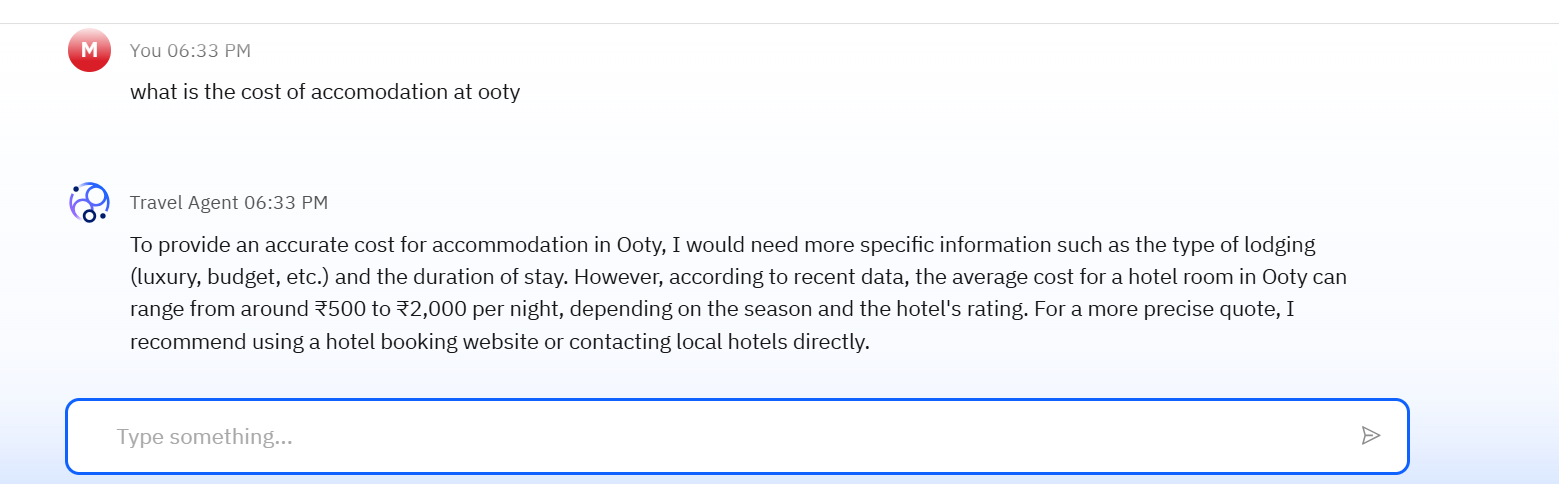 M
You 06:33 PM
what is the cost of accomodation at ooty
Travel Agent 06:33 PM
To provide an accurate cost for accommodation in Ooty, I would need more specific information such as the type of lodging
(luxury, budget, etc.) and the duration of stay. However, according to recent data, the average cost for a hotel room in Ooty can
range from around ₹500 to ₹2,000 per night, depending on the season and the hotel's rating. For a more precise quote, I
recommend using a hotel booking website or contacting local hotels directly.
Type something...